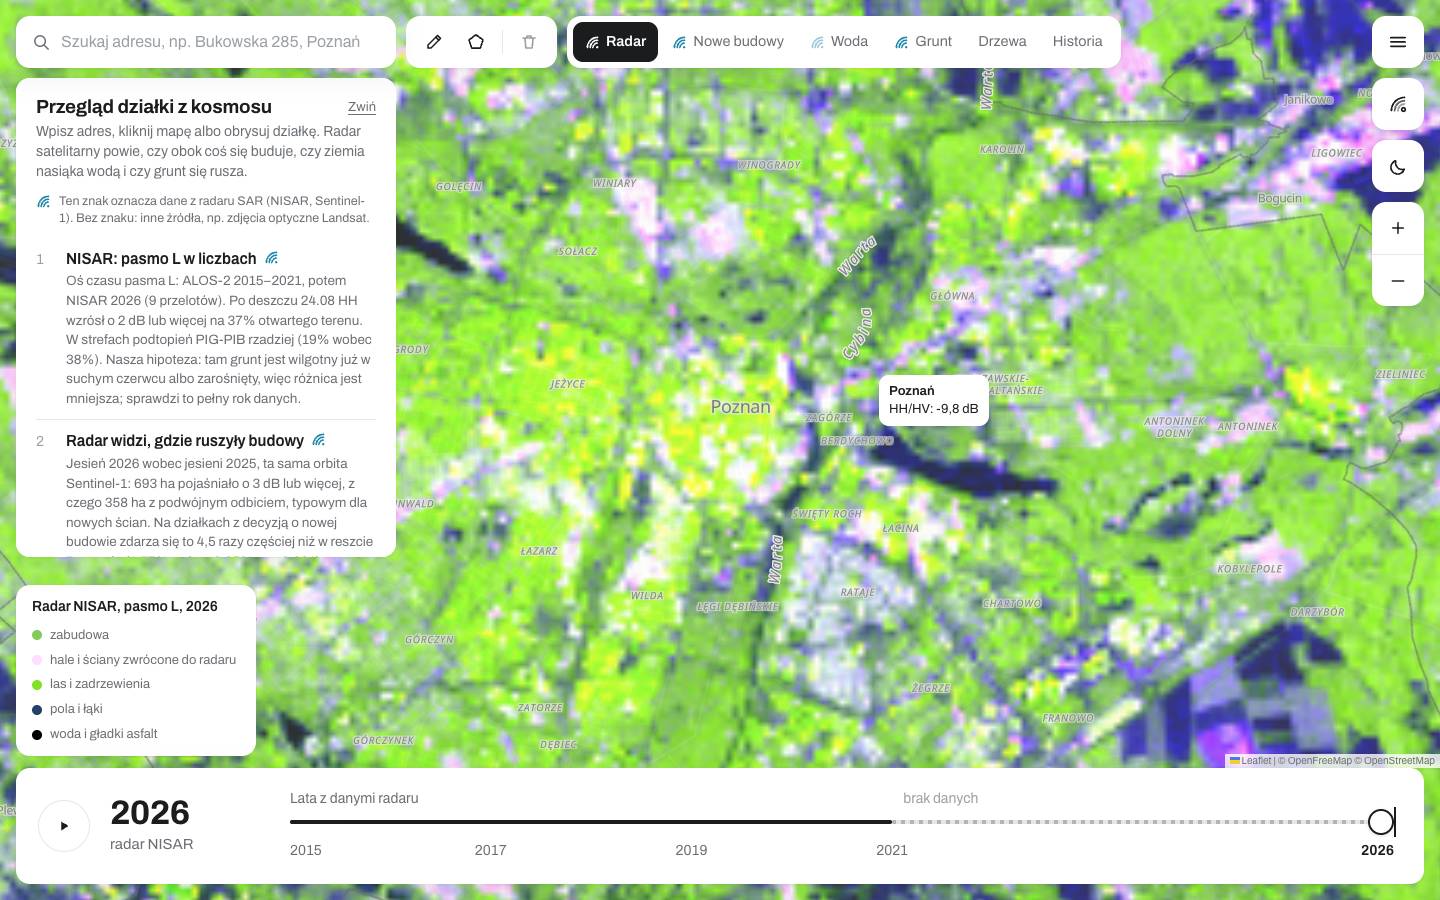 Szukaj adresu, np. Bukowska 285, Poznań
Radar
Nowe budowy
Woda
Grunt
Drzewa
Historia
Przegląd działki z kosmosu
Zwiń
Wpisz adres, kliknij mapę albo obrysuj działkę. Radar
satelitarny powie, czy obok coś się buduje, czy ziemia
nasiąka wodą i czy grunt się rusza.
Ten znak oznacza dane z radaru SAR (NISAR, Sentinel-
1). Bez znaku: inne źródła, np. zdjęcia optyczne Landsat.
1
NISAR: pasmo L w liczbach
Oś czasu pasma L: ALOS-2 2015–2021, potem
NISAR 2026 (9 przelotów). Po deszczu 24.08 HH
wzrósł o 2 dB lub więcej na 37% otwartego terenu.
W strefach podtopień PIG-PIB rzadziej (19% wobec
38%). Nasza hipoteza: tam grunt jest wilgotny już w
suchym czerwcu albo zarośnięty, więc różnica jest
mniejsza; sprawdzi to pełny rok danych.
2
Radar widzi, gdzie ruszyły budowy
Jesień 2026 wobec jesieni 2025, ta sama orbita
Sentinel-1: 693 ha pojaśniało o 3 dB lub więcej, z
czego 358 ha z podwójnym odbiciem, typowym dla
nowych ścian. Na działkach z decyzją o nowej
budowie zdarza się to 4,5 razy częściej niż w reszcie
Warta
Janikowo
KAROLIN
LIGOWIEC
WINOGRADY
GOLĘCIN
WINIARY
Bogucin
Warta
SOŁACZ
GŁÓWNA
Cybina
GRODY
JEŻYCE
ZIELINIEC
Poznań
HH/HV: -9,8 dB
ZAWSKIE-
ALTAŃSKIE
Poznań
ZAGÓRZE
BERDYCHOWO
ANTONINEK
DOLNY
ANTONINEK
NWALD
ŚWIĘTY ROCH
ŁACINA
ŁAZARZ
Warta
KOBYLEPOLE
WILDA
ŁĘGI DĘBIŃSKIE
RATAJE
CHARTOWO
DARZYBÓR
GÓRCZYN
ŻEGRZE
ZATORZE
FRANOWO
GÓRCZYNEK
DĘBIEC
Radar NISAR, pasmo L, 2026
zabudowa
hale i ściany zwrócone do radaru
las i zadrzewienia
pola i łąki
woda i gładki asfalt
Leaflet | © OpenFreeMap © OpenStreetMap
2026
radar NISAR
Lata z danymi radaru
brak danych
2015
2017
2019
2021
2026